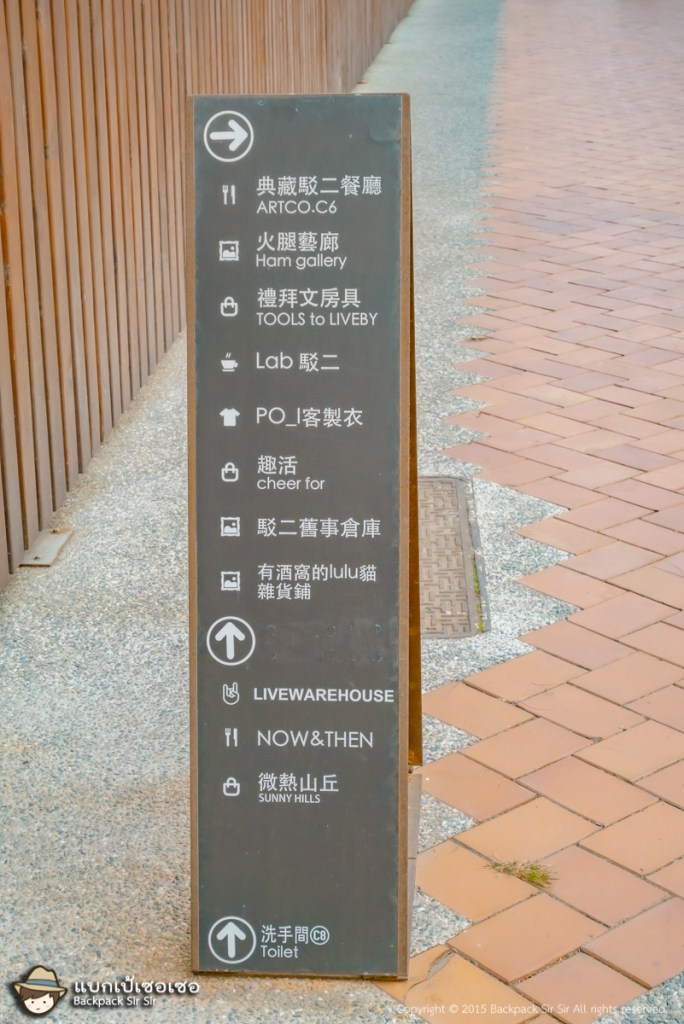 典藏駁二餐廳
ARTCO.C6
火腿藝廊
Ham gallery
禮拜文房具
TOOLS to LIVEBY
Lab 駁二
PO_I客製衣
趣活
cheer for
駁二舊事倉庫
有酒窩的lulu貓
雜貨鋪
LIVEWAREHOUSE
NOW&THEN
微熱山丘
SUNNY HILLS
洗手間C8
Toilet
แบกเป้เซอเซอ
Backpack Sir Sir
Copyright © 2015 Backpack Sir Sir All rights reserved.